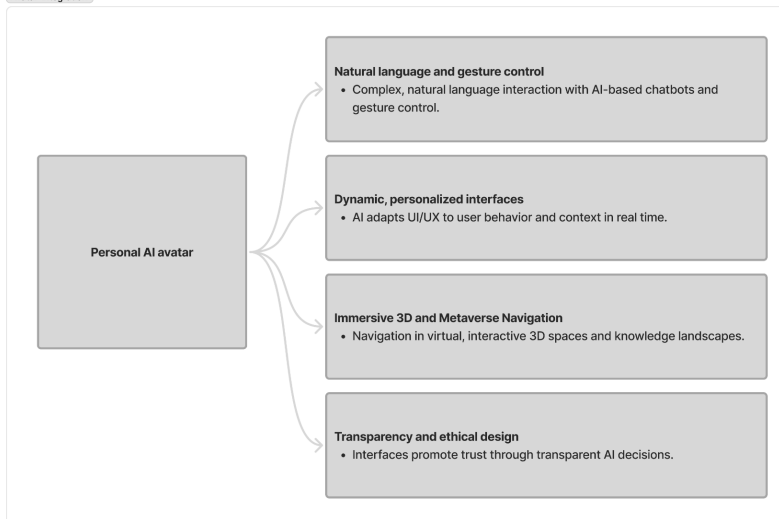 Natural language and gesture control
• Complex, natural language interaction with AI-based chatbots and
gesture control.
Personal AI avatar
Dynamic, personalized interfaces
• AI adapts UI/UX to user behavior and context in real time.
Immersive 3D and Metaverse Navigation
• Navigation in virtual, interactive 3D spaces and knowledge landscapes.
Transparency and ethical design
• Interfaces promote trust through transparent AI decisions.